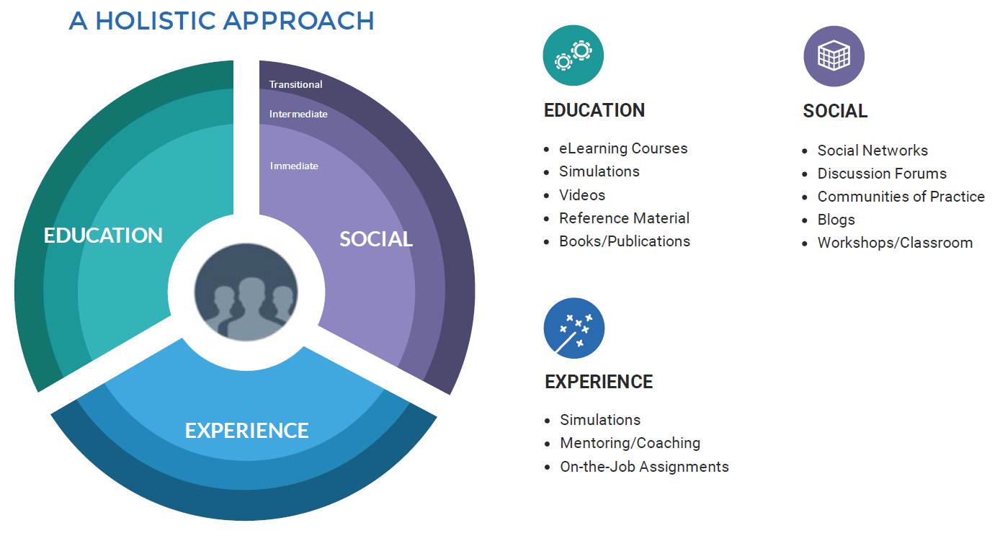 A HOLISTIC APPROACH
Transitional
Intermediate
Immediate
EDUCATION
SOCIAL
EXPERIENCE
EDUCATION
• eLearning Courses
• Simulations
• Videos
• Reference Material
• Books/Publications
SOCIAL
• Social Networks
• Discussion Forums
• Communities of Practice
• Blogs
• Workshops/Classroom
EXPERIENCE
• Simulations
• Mentoring/Coaching
• On-the-Job Assignments